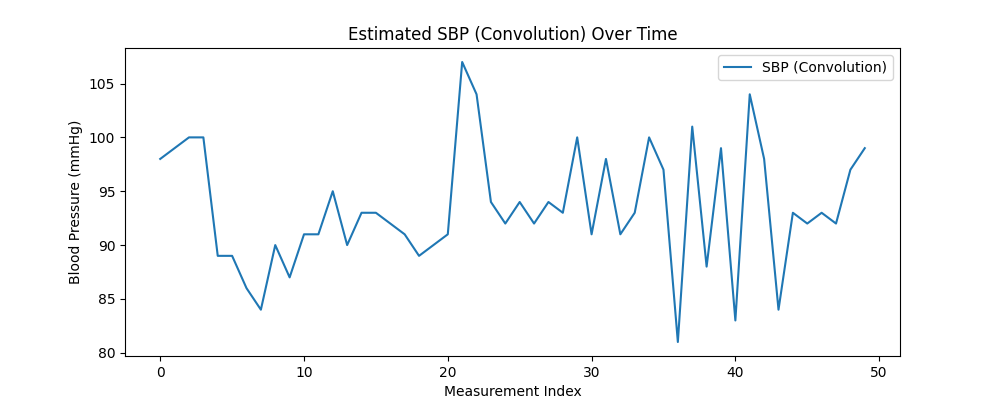 Estimated SBP (Convolution) Over Time
SBP (Convolution)
Blood Pressure (mmHg)
105
100
95
90
85
80
0 10 20 30 40 50
Measurement Index